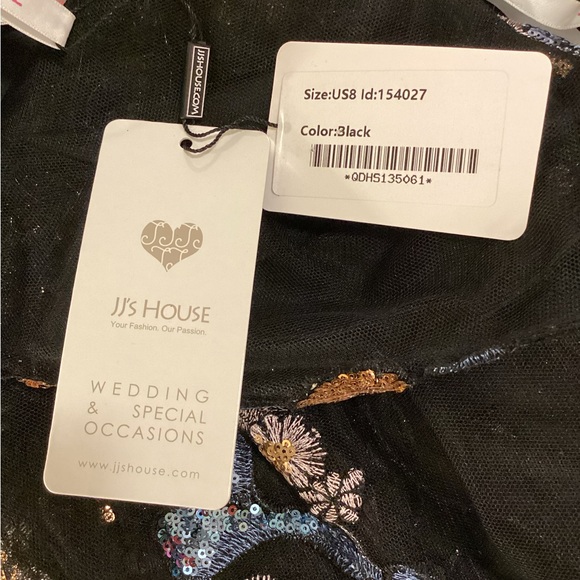 JJSHOUSE.COM
Size:US8 Id:154027
Color:Black
*QDHS135061*
JJ's HOUSE
Your Fashion. Our Passion.
WEDDING
& SPECIAL
OCCASIONS
www.jjshouse.com